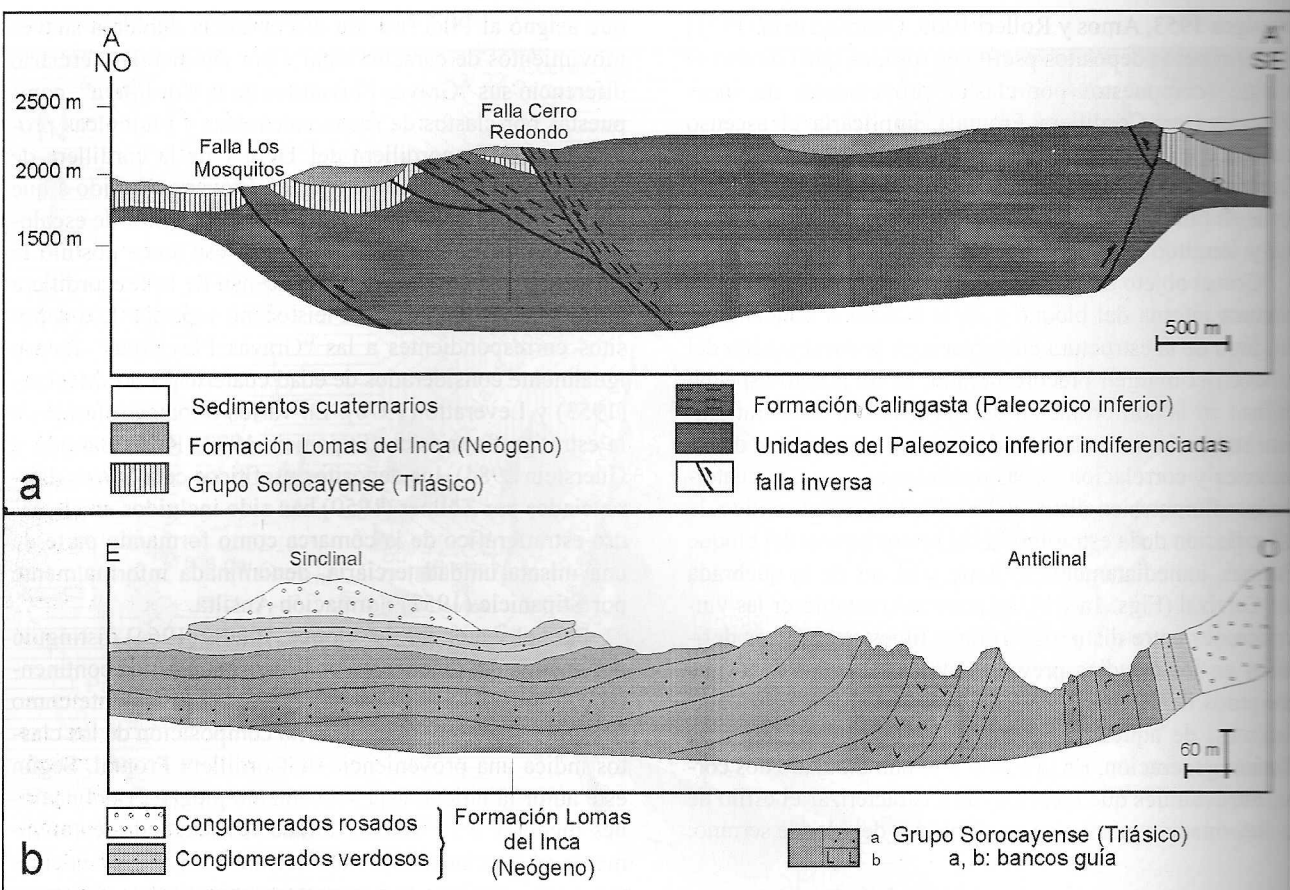 A
NO
A'
SE
2500 m
2000 m
1500 m
Falla Los
Mosquitos
Falla Cerro
Redondo
500 m
Sedimentos cuaternarios
Formación Lomas del Inca (Neógeno)
Grupo Sorocayense (Triásico)
Formación Calingasta (Paleozoico inferior)
Unidades del Paleozoico inferior indiferenciadas
falla inversa
a
E
O
Sinclinal
Anticlinal
60 m
Conglomerados rosados
Conglomerados verdosos
Formación Lomas
del Inca
(Neógeno)
a
b
Grupo Sorocayense (Triásico)
a, b: bancos guía
b